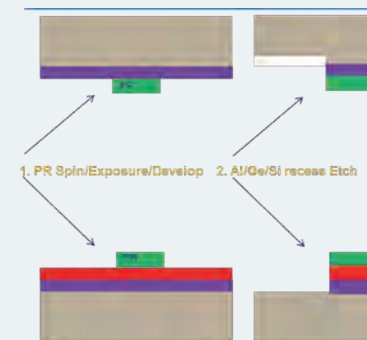 1. PR Spin/Exposure/Develop
2. Al/Ge/Si recess Etch